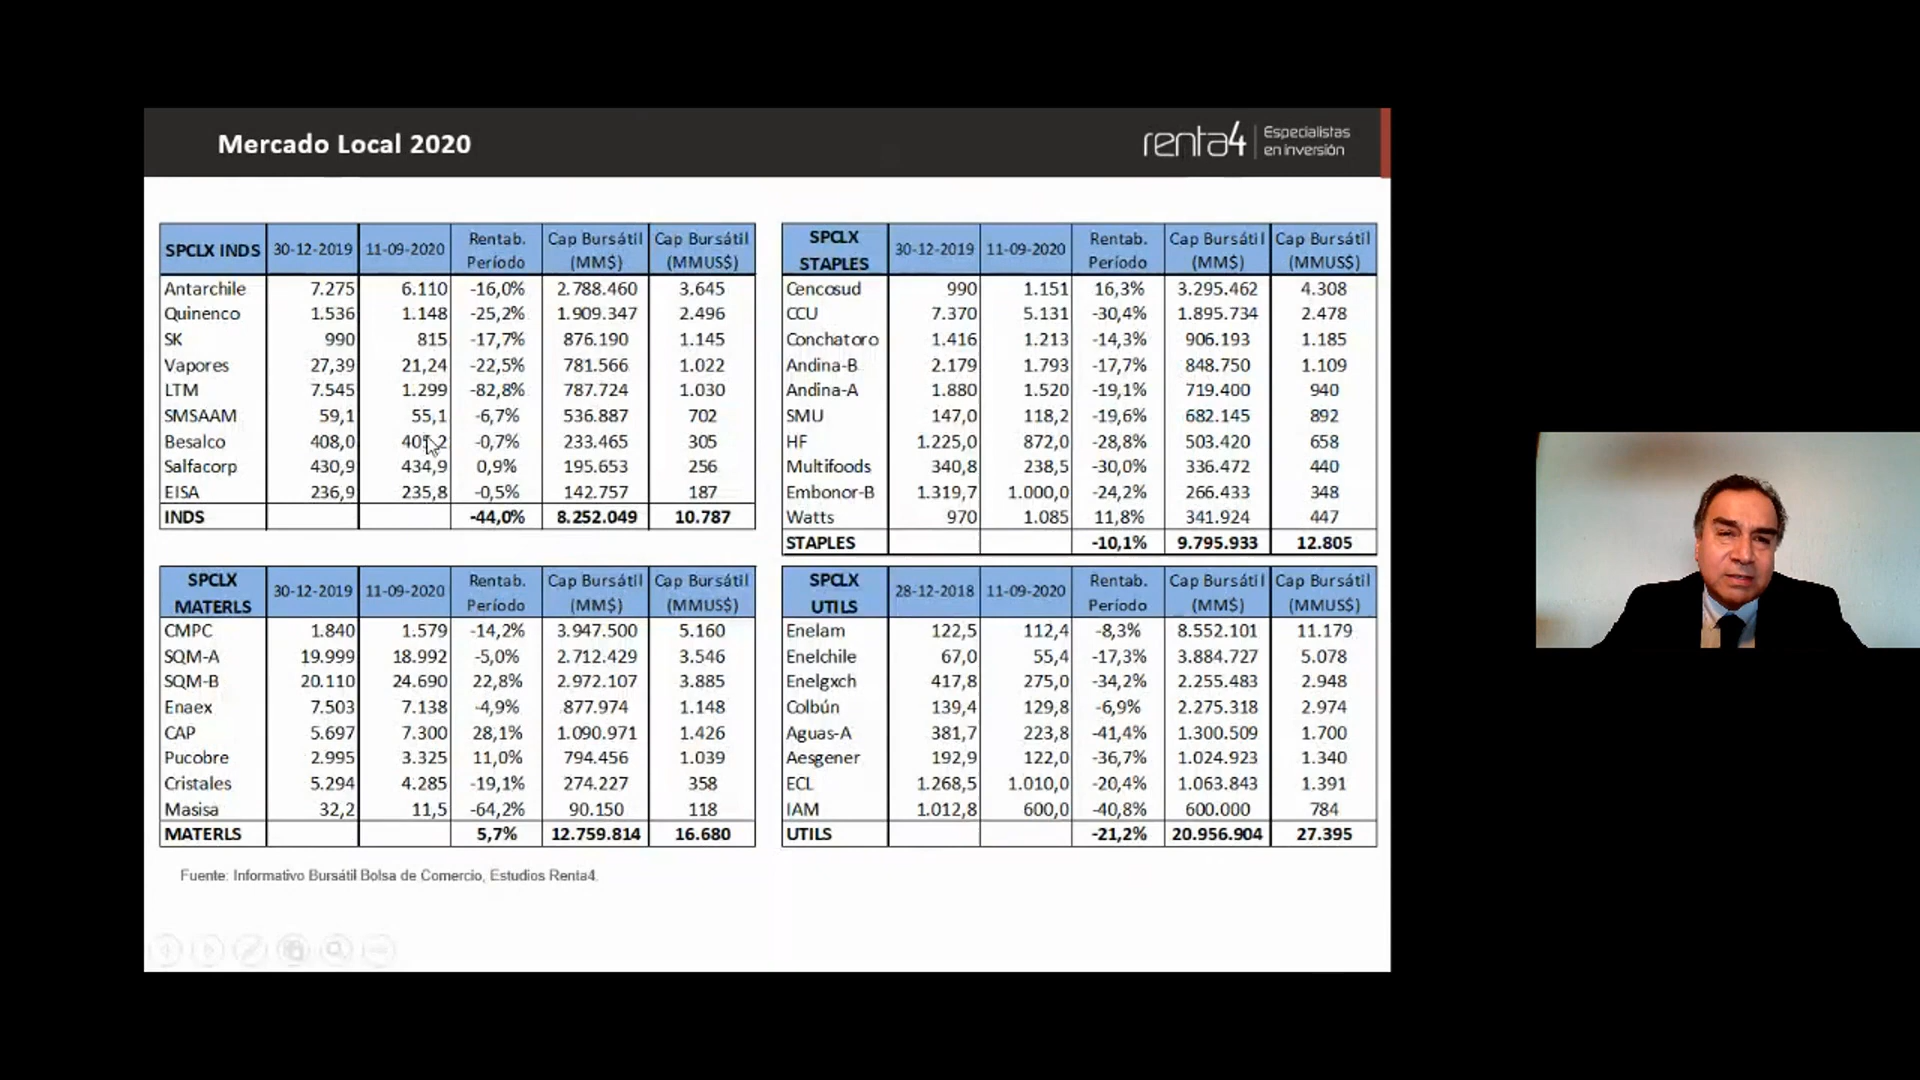 Mercado Local 2020
renta4 Especialistas
en inversión
SPCLX INDS 30-12-2019 11-09-2020 Rentab. Período Cap Bursátil (MM$) Cap Bursátil (MMUS$)
Antarchile 7.275 6.110 -16,0% 2.788.460 3.645
Quinenco 1.536 1.148 -25,2% 1.909.347 2.496
SK 990 815 -17,7% 876.190 1.145
Vapores 27,39 21,24 -22,5% 781.566 1.022
LTM 7.545 1.299 -82,8% 787.724 1.030
SMSAAM 59,1 55,1 -6,7% 536.887 702
Besalco 408,0 -0,7% 233.465 305
Salfacorp 430,9 434,9 0,9% 195.653 256
EISA 236,9 235,8 -0,5% 142.757 187
INDS -44,0% 8.252.049 10.787
SPCLX STAPLES 30-12-2019 11-09-2020 Rentab. Período Cap Bursátil (MM$) Cap Bursátil (MMUS$)
Cencosud 990 1.151 16,3% 3.295.462 4.308
CCU 7.370 5.131 -30,4% 1.895.734 2.478
Conchatoro 1.416 1.213 -14,3% 906.193 1.185
Andina-B 2.179 1.793 -17,7% 848.750 1.109
Andina-A 1.880 1.520 -19,1% 719.400 940
SMU 147,0 118,2 -19,6% 682.145 892
HF 1.225,0 872,0 -28,8% 503.420 658
Multifoods 340,8 238,5 -30,0% 336.472 440
Embonor-B 1.319,7 1.000,0 -24,2% 266.433 348
Watts 970 1.085 11,8% 341.924 447
STAPLES -10,1% 9.795.933 12.805
SPCLX MATERLS 30-12-2019 11-09-2020 Rentab. Período Cap Bursátil (MM$) Cap Bursátil (MMUS$)
CMPC 1.840 1.579 -14,2% 3.947.500 5.160
SQM-A 19.999 18.992 -5,0% 2.712.429 3.546
SQM-B 20.110 24.690 22,8% 2.972.107 3.885
Enaex 7.503 7.138 -4,9% 877.974 1.148
CAP 5.697 7.300 28,1% 1.090.971 1.426
Pucobre 2.995 3.325 11,0% 794.456 1.039
Cristales 5.294 4.285 -19,1% 274.227 358
Masisa 32,2 11,5 -64,2% 90.150 118
MATERLS 5,7% 12.759.814 16.680
SPCLX UTILS 28-12-2018 11-09-2020 Rentab. Período Cap Bursátil (MM$) Cap Bursátil (MMUS$)
Enelam 122,5 112,4 -8,3% 8.552.101 11.179
Enelchile 67,0 55,4 -17,3% 3.884.727 5.078
Enelgxch 417,8 275,0 -34,2% 2.255.483 2.948
Colbún 139,4 129,8 -6,9% 2.275.318 2.974
Aguas-A 381,7 223,8 -41,4% 1.300.509 1.700
Aesgener 192,9 122,0 -36,7% 1.024.923 1.340
ECL 1.268,5 1.010,0 -20,4% 1.063.843 1.391
IAM 1.012,8 600,0 -40,8% 600.000 784
UTILS -21,2% 20.956.904 27.395
Fuente: Informativo Bursátil Bolsa de Comercio, Estudios Renta4.